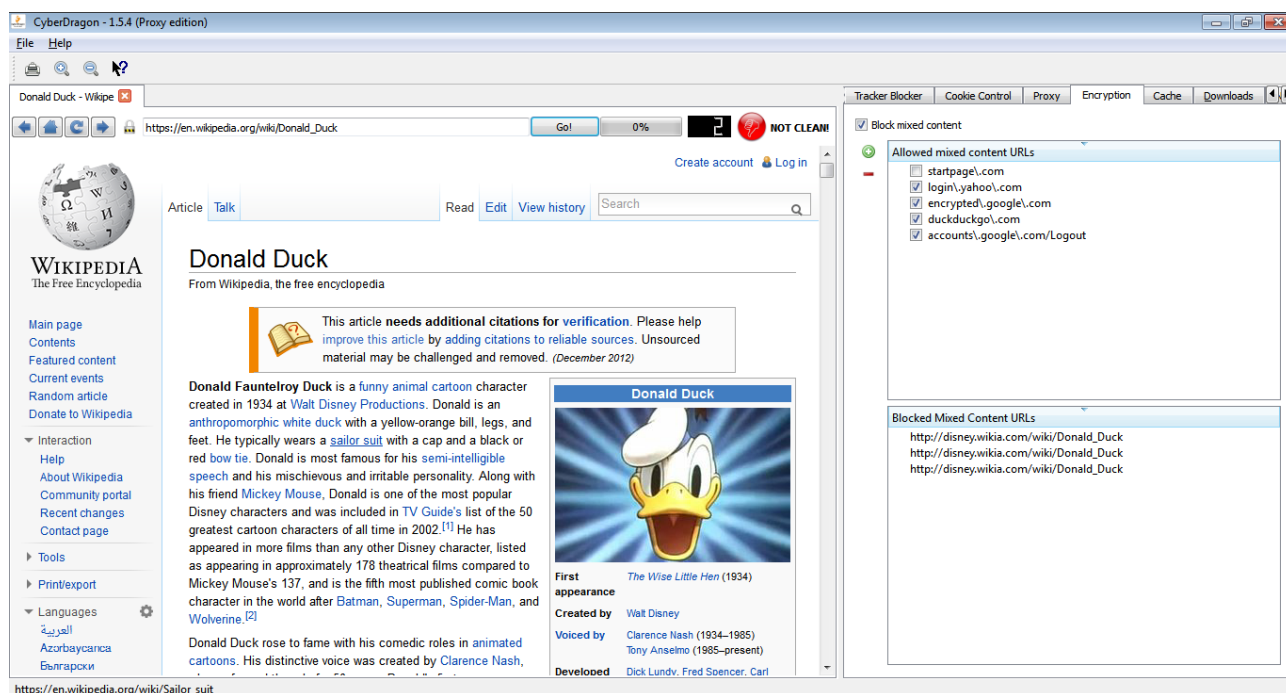 CyberDragon - 1.5.4 (Proxy edition)
File Help
Donald Duck - Wikipe
https://en.wikipedia.org/wiki/Donald_Duck Go! 0% 2 NOT CLEAN!
Create account Log in
Article Talk Read Edit View history Search
WIKIPEDIA
The Free Encyclopedia
Main page
Contents
Featured content
Current events
Random article
Donate to Wikipedia
Interaction
Help
About Wikipedia
Community portal
Recent changes
Contact page
Tools
Print/export
Languages
العربية
Azərbaycanca
Български
Donald Duck
From Wikipedia, the free encyclopedia
This article needs additional citations for verification. Please help
improve this article by adding citations to reliable sources. Unsourced
material may be challenged and removed. (December 2012)
Donald Fauntelroy Duck is a funny animal cartoon character
created in 1934 at Walt Disney Productions. Donald is an
anthropomorphic white duck with a yellow-orange bill, legs, and
feet. He typically wears a sailor suit with a cap and a black or
red bow tie. Donald is most famous for his semi-intelligible
speech and his mischievous and irritable personality. Along with
his friend Mickey Mouse, Donald is one of the most popular
Disney characters and was included in TV Guide's list of the 50
greatest cartoon characters of all time in 2002.[1] He has
appeared in more films than any other Disney character, listed
as appearing in approximately 178 theatrical films compared to
Mickey Mouse's 137, and is the fifth most published comic book
character in the world after Batman, Superman, Spider-Man, and
Wolverine.[2]
Donald Duck rose to fame with his comedic roles in animated
cartoons. His distinctive voice was created by Clarence Nash,
Donald Duck
First appearance The Wise Little Hen (1934)
Created by Walt Disney
Voiced by Clarence Nash (1934–1985)
Tony Anselmo (1985–present)
Developed Dick Lundy, Fred Spencer, Carl
Tracker Blocker Cookie Control Proxy Encryption Cache Downloads
Block mixed content
Allowed mixed content URLs
startpage\.com
login\.yahoo\.com
encrypted\.google\.com
duckduckgo\.com
accounts\.google\.com/Logout
Blocked Mixed Content URLs
http://disney.wikia.com/wiki/Donald_Duck
http://disney.wikia.com/wiki/Donald_Duck
http://disney.wikia.com/wiki/Donald_Duck
https://en.wikipedia.org/wiki/Sailor_suit